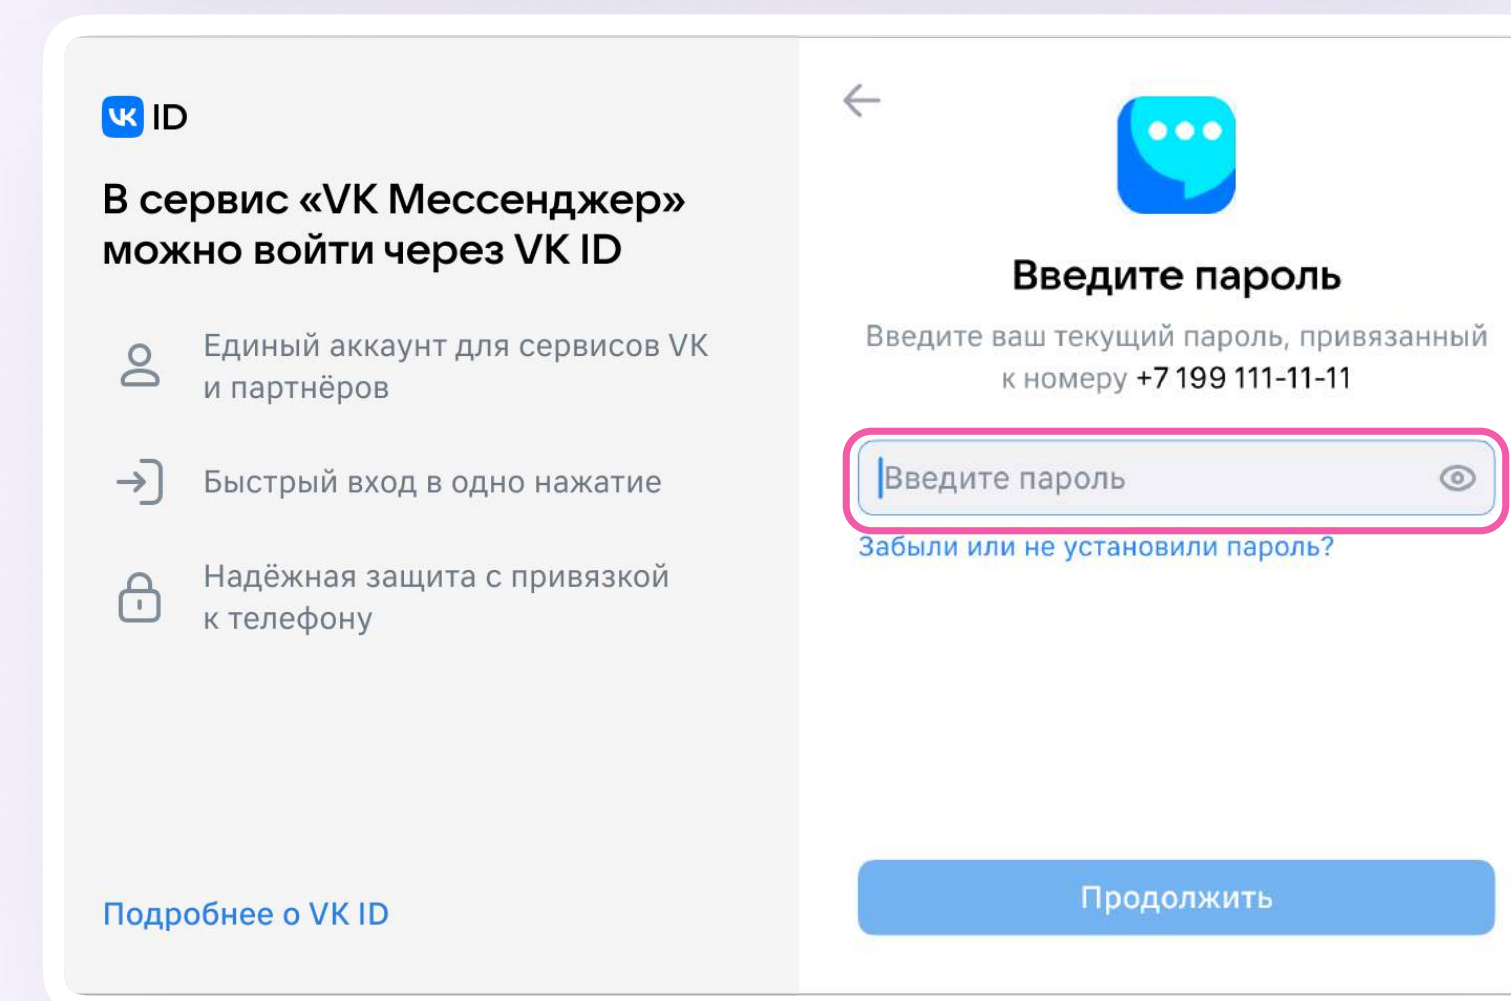 VK ID
В сервис «VK Мессенджер»
можно войти через VK ID
Единый аккаунт для сервисов VK
и партнёров
Быстрый вход в одно нажатие
Надёжная защита с привязкой
к телефону
Подробнее о VK ID
Введите пароль
Введите ваш текущий пароль, привязанный
к номеру +7 199 111-11-11
Введите пароль
Забыли или не установили пароль?
Продолжить